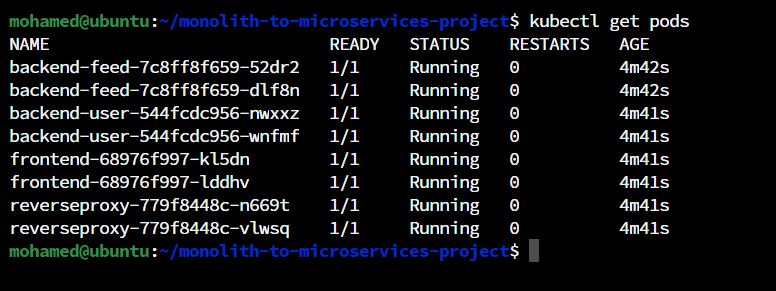 mohamed@ubuntu:~/monolith-to-microservices-project$ kubectl get pods
NAME READY STATUS RESTARTS AGE
backend-feed-7c8ff8f659-52dr2 1/1 Running 0 4m42s
backend-feed-7c8ff8f659-dlf8n 1/1 Running 0 4m42s
backend-user-544fcdc956-nwxxz 1/1 Running 0 4m41s
backend-user-544fcdc956-wnfmf 1/1 Running 0 4m41s
frontend-68976f997-kl5dn 1/1 Running 0 4m41s
frontend-68976f997-lddhv 1/1 Running 0 4m41s
reverseproxy-779f8448c-n669t 1/1 Running 0 4m41s
reverseproxy-779f8448c-vlwsq 1/1 Running 0 4m41s
mohamed@ubuntu:~/monolith-to-microservices-project$